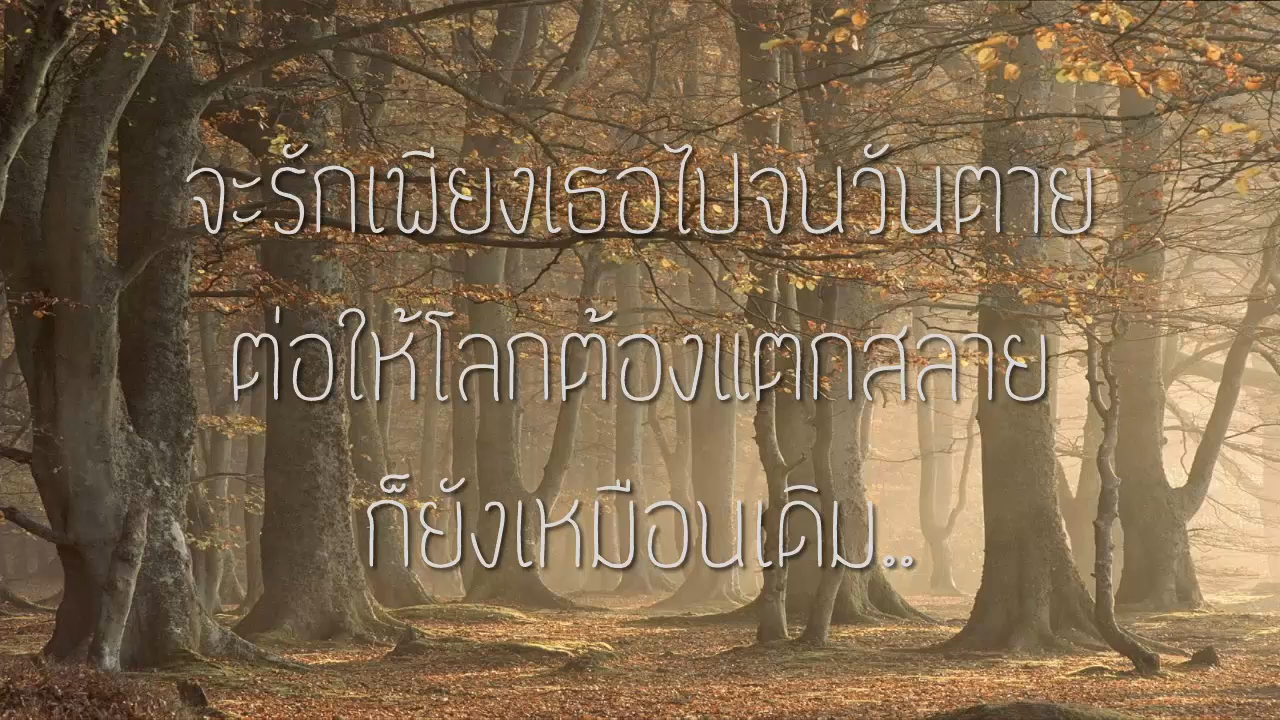 จะรักเพียงเธอไปจนวันตาย
ต่อให้โลกต้องแตกสลาย
ก็ยังเหมือนเดิม..